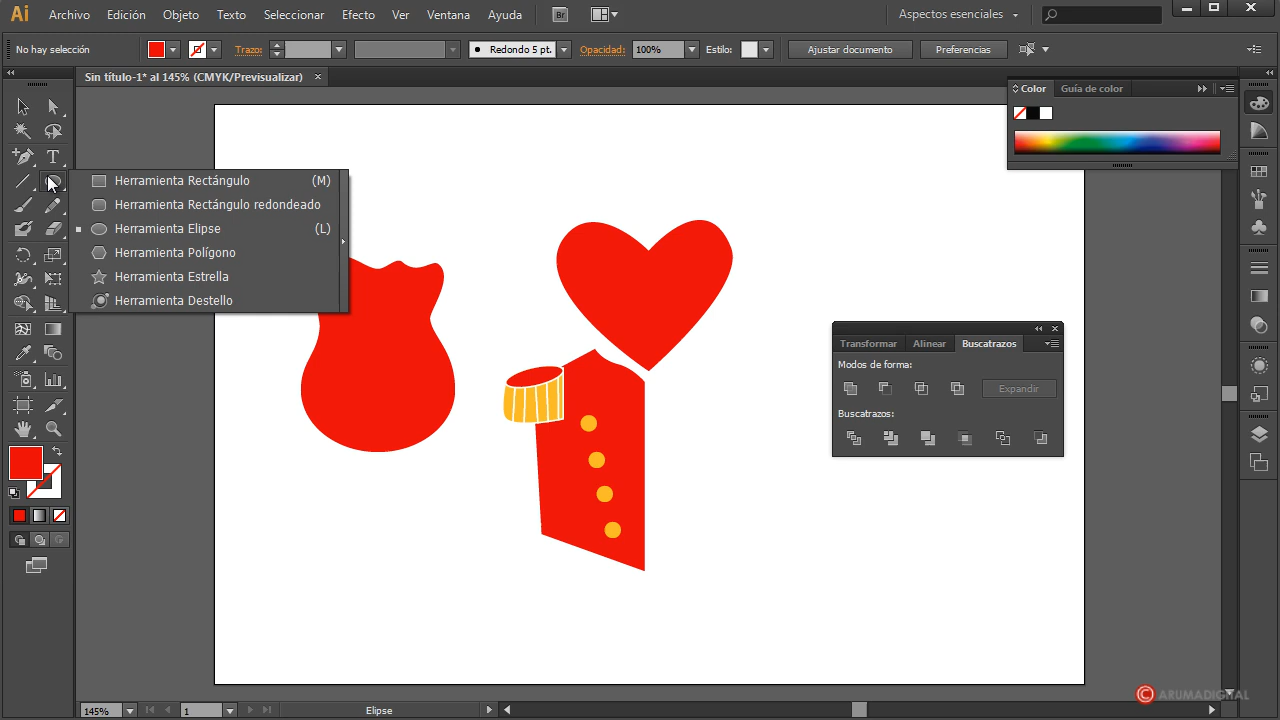 Ai Archivo Edición Objeto Texto Seleccionar Efecto Ver Ventana Ayuda Br Aspectos esenciales
No hay selección Trazo: Redondo 5 pt. Opacidad: 100% Estilo: Ajustar documento Preferencias
Sin título-1* al 145% (CMYK/Previsualizar)
Color Guía de color
T
Herramienta Rectángulo (M)
Herramienta Rectángulo redondeado
Herramienta Elipse (L)
Herramienta Polígono
Herramienta Estrella
Herramienta Destello
Transformar Alinear Buscatrazos
Modos de forma:
Expandir
Buscatrazos:
145% 1 Elipse
© ARUMADIGITAL